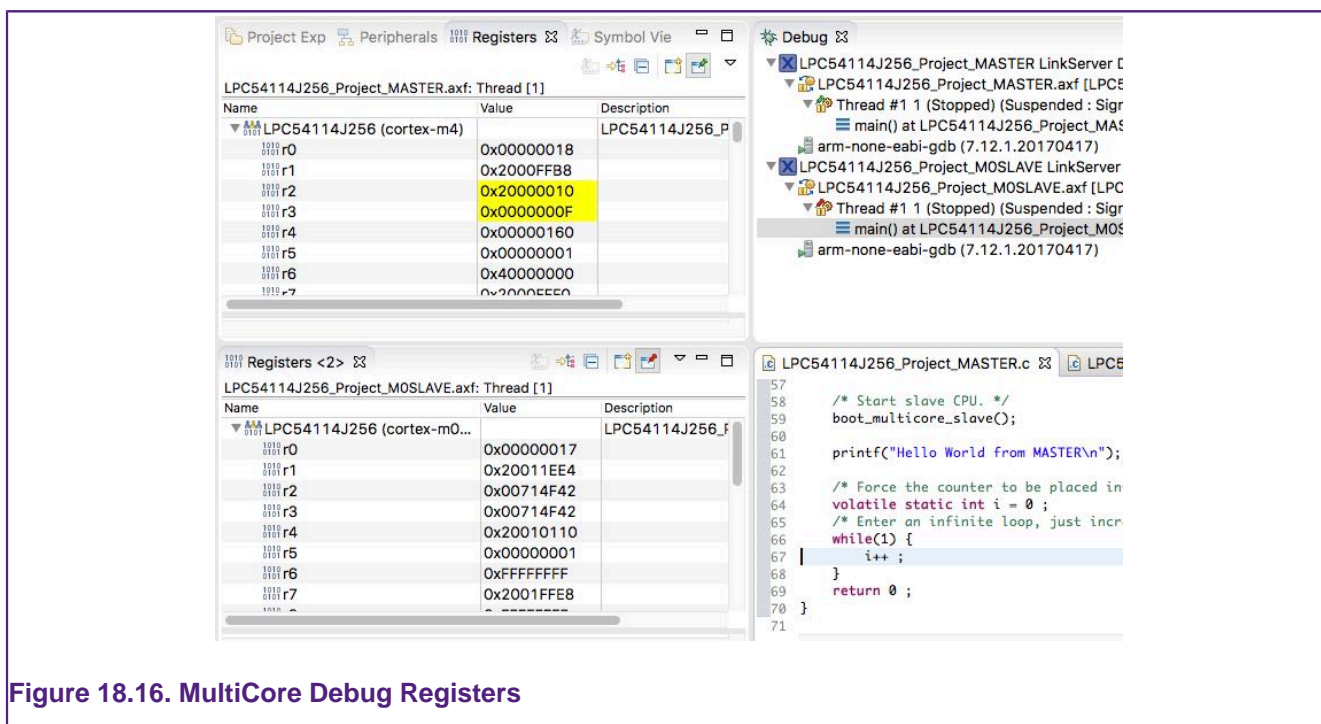 Project Exp Peripherals Registers Symbol Vie
LPC54114J256_Project_MASTER.axf: Thread [1]
Name Value Description
LPC54114J256 (cortex-m4) LPC54114J256_P
r0 0x00000018
r1 0x2000FFB8
r2 0x20000010
r3 0x0000000F
r4 0x00000160
r5 0x00000001
r6 0x40000000
r7
Debug
LPC54114J256_Project_MASTER LinkServer D
LPC54114J256_Project_MASTER.axf [LPC5
Thread #1 1 (Stopped) (Suspended : Sigr
main() at LPC54114J256_Project_MAS
arm-none-eabi-gdb (7.12.1.20170417)
LPC54114J256_Project_M0SLAVE LinkServer
LPC54114J256_Project_M0SLAVE.axf [LPC
Thread #1 1 (Stopped) (Suspended : Sigr
main() at LPC54114J256_Project_M0S
arm-none-eabi-gdb (7.12.1.20170417)
Registers <2>
LPC54114J256_Project_M0SLAVE.axf: Thread [1]
Name Value Description
LPC54114J256 (cortex-m0... LPC54114J256_P
r0 0x00000017
r1 0x20011EE4
r2 0x00714F42
r3 0x00714F42
r4 0x20010110
r5 0x00000001
r6 0xFFFFFFFF
r7 0x2001FFE8
LPC54114J256_Project_MASTER.c LPC5
57
58 /* Start slave CPU. */
59 boot_multicore_slave();
60
61 printf("Hello World from MASTER\n");
62
63 /* Force the counter to be placed in
64 volatile static int i = 0 ;
65 /* Enter an infinite loop, just incr
66 while(1) {
67 i++ ;
68 }
69 return 0 ;
70 }
71
Figure 18.16. MultiCore Debug Registers